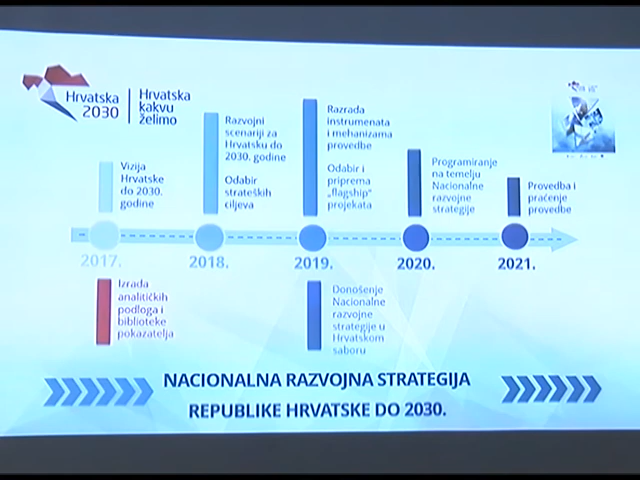 Hrvatska
2030
Hrvatska
kakvu
želimo
Vizija
Hrvatske
do 2030.
godine
Razvojni
scenariji za
Hrvatsku do
2030. godine
Odabir
strateških
ciljeva
Razrada
instrumenata
i mehanizama
provedbe
Odabir i
priprema
„flagship“
projekata
Programiranje
na temelju
Nacionalne
razvojne
strategije
Provedba i
praćenje
provedbe
2017.
2018.
2019.
2020.
2021.
Izrada
analitičkih
podloga i
biblioteke
pokazatelja
Donošenje
Nacionalne
razvojne
strategije u
Hrvatskom
saboru
NACIONALNA RAZVOJNA STRATEGIJA
REPUBLIKE HRVATSKE DO 2030.